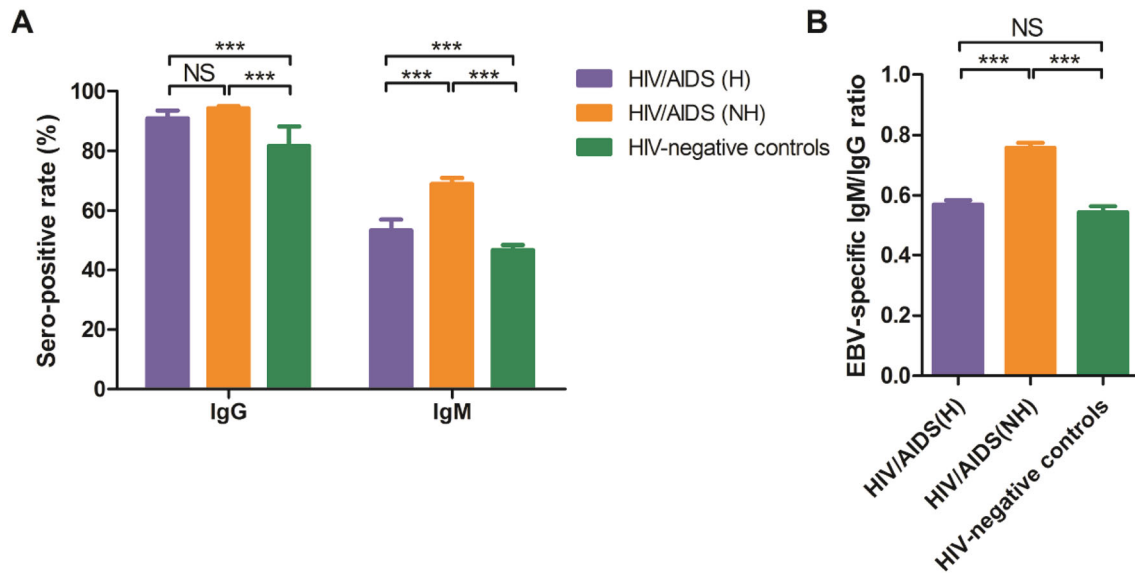 A
Sero-positive rate (%)
100
80
60
40
20
0
***
NS
***
***
***
***
IgG
IgM
HIV/AIDS (H)
HIV/AIDS (NH)
HIV-negative controls
B
EBV-specific IgM/IgG ratio
1.0
0.8
0.6
0.4
0.2
0.0
NS
***
***
HIV/AIDS(H)
HIV/AIDS(NH)
HIV-negative controls